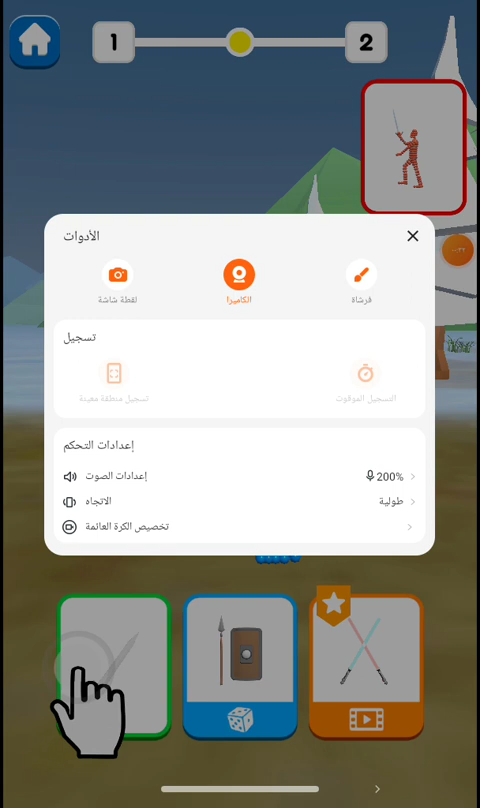 1
2
الأدوات
لقطة شاشة
الكاميرا
فرشاة
تسجيل
تسجيل منطقة معينة
التسجيل الموقوت
إعدادات التحكم
إعدادات الصوت
200%
الاتجاه
طولية
تخصيص الكرة العائمة